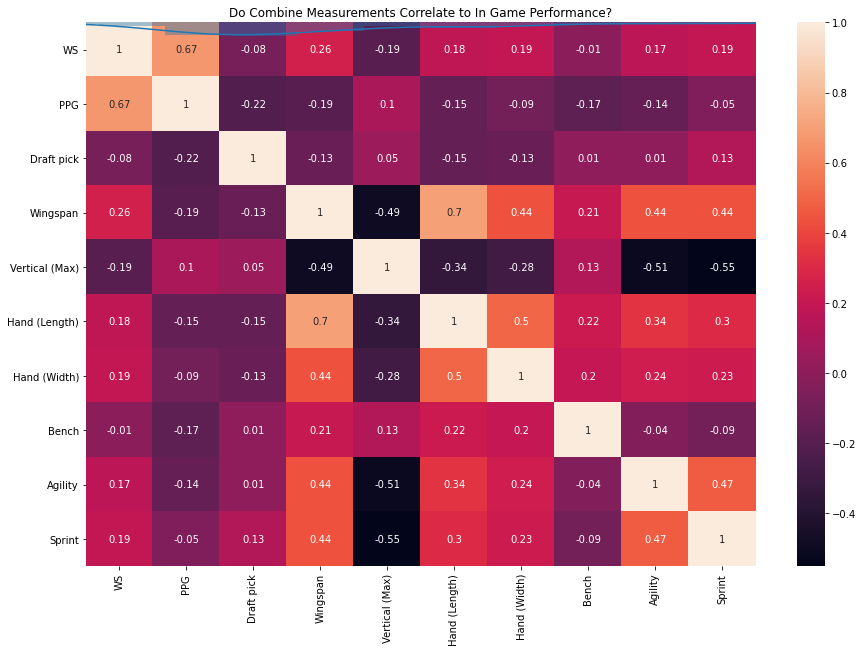 Do Combine Measurements Correlate to In Game Performance?
WS 1 0.67 -0.08 0.26 -0.19 0.18 0.19 -0.01 0.17 0.19
PPG 0.67 1 -0.22 -0.19 0.1 -0.15 -0.09 -0.17 -0.14 -0.05
Draft pick -0.08 -0.22 1 -0.13 0.05 -0.15 -0.13 0.01 0.01 0.13
Wingspan 0.26 -0.19 -0.13 1 -0.49 0.7 0.44 0.21 0.44 0.44
Vertical (Max) -0.19 0.1 0.05 -0.49 1 -0.34 -0.28 0.13 -0.51 -0.55
Hand (Length) 0.18 -0.15 -0.15 0.7 -0.34 1 0.5 0.22 0.34 0.3
Hand (Width) 0.19 -0.09 -0.13 0.44 -0.28 0.5 1 0.2 0.24 0.23
Bench -0.01 -0.17 0.01 0.21 0.13 0.22 0.2 1 -0.04 -0.09
Agility 0.17 -0.14 0.01 0.44 -0.51 0.34 0.24 -0.04 1 0.47
Sprint 0.19 -0.05 0.13 0.44 -0.55 0.3 0.23 -0.09 0.47 1
WS PPG Draft pick Wingspan Vertical (Max) Hand (Length) Hand (Width) Bench Agility Sprint
1.0
0.8
0.6
0.4
0.2
0.0
−0.2
−0.4